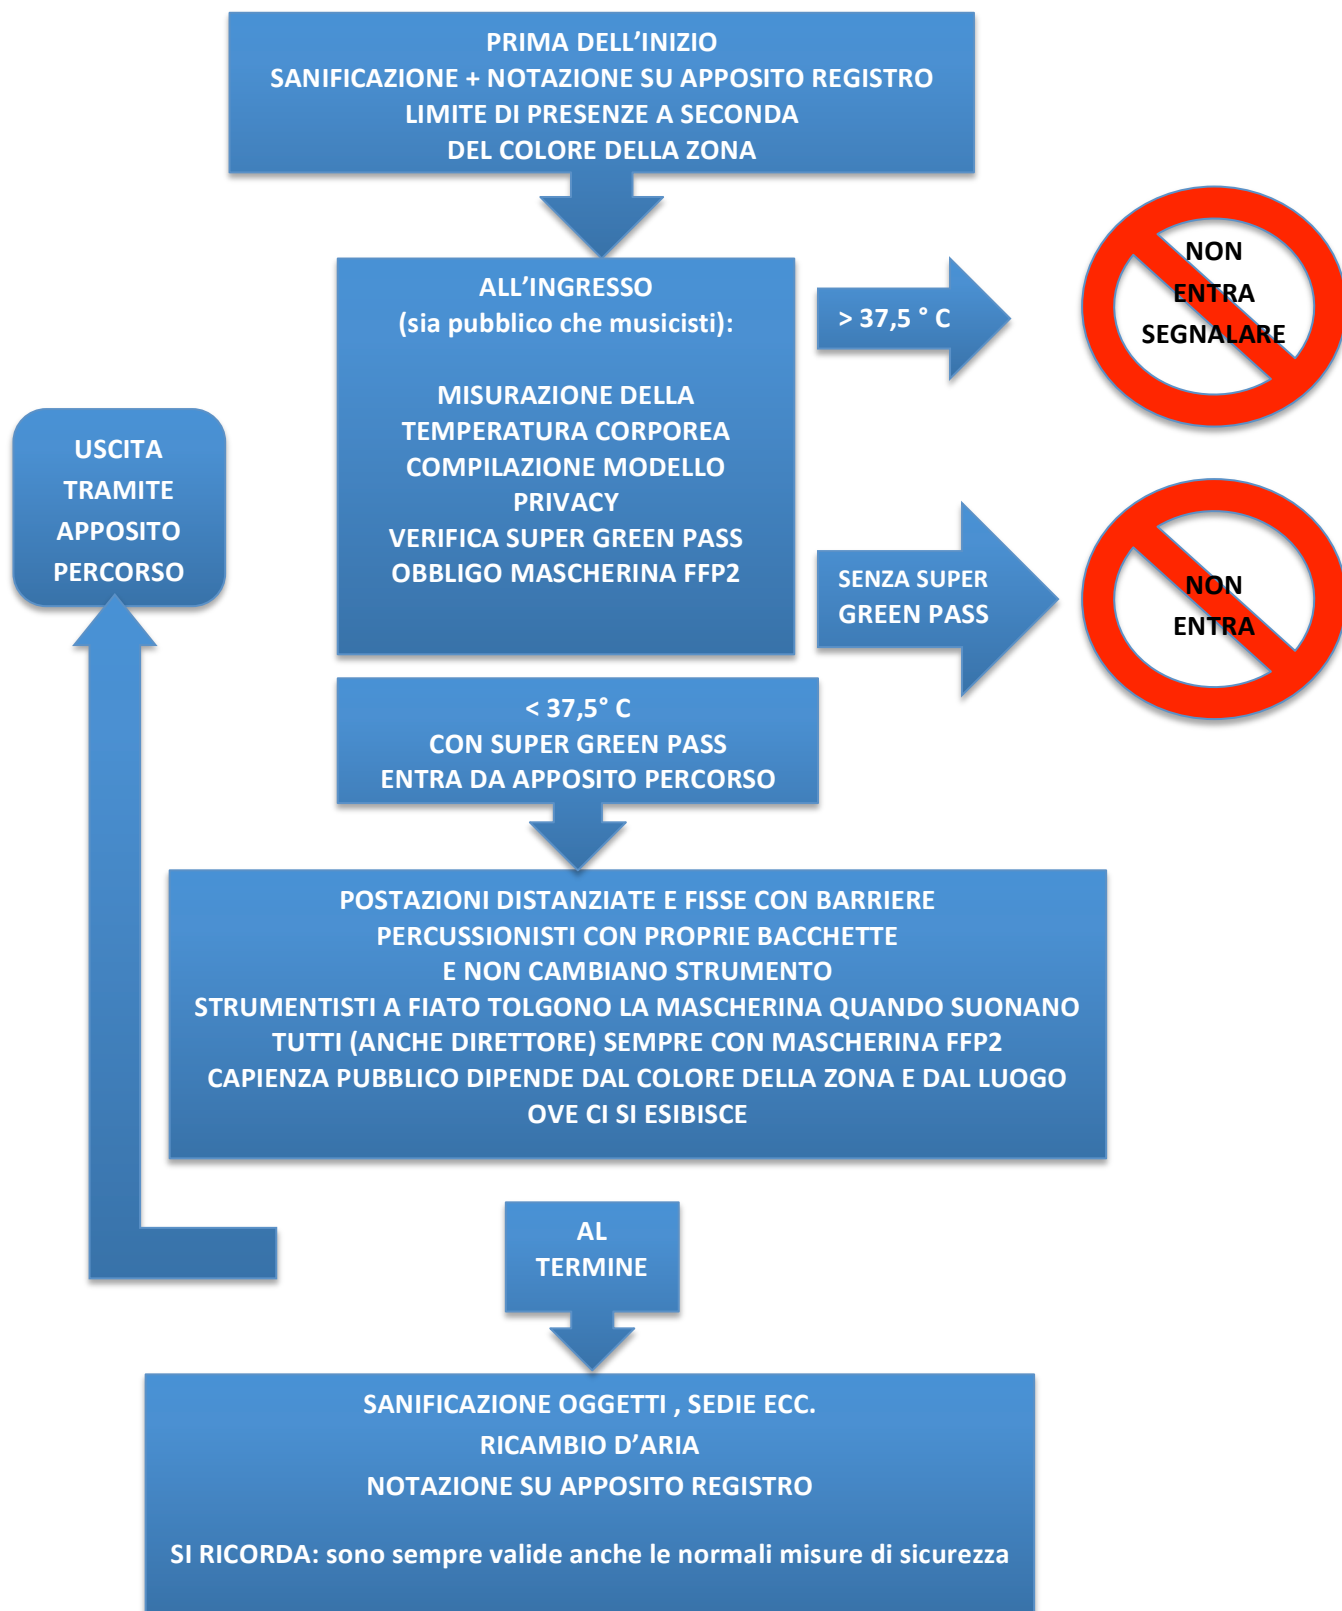 PRIMA DELL’INIZIO
SANIFICAZIONE + NOTAZIONE SU APPOSITO REGISTRO
LIMITE DI PRESENZE A SECONDA
DEL COLORE DELLA ZONA
ALL’INGRESSO
(sia pubblico che musicisti):
MISURAZIONE DELLA
TEMPERATURA CORPOREA
COMPILAZIONE MODELLO
PRIVACY
VERIFICA SUPER GREEN PASS
OBBLIGO MASCHERINA FFP2
> 37,5 ° C
NON
ENTRA
SEGNALARE
SENZA SUPER
GREEN PASS
NON
ENTRA
USCITA
TRAMITE
APPOSITO
PERCORSO
< 37,5° C
CON SUPER GREEN PASS
ENTRA DA APPOSITO PERCORSO
POSTAZIONI DISTANZIATE E FISSE CON BARRIERE
PERCUSSIONISTI CON PROPRIE BACCHETTE
E NON CAMBIANO STRUMENTO
STRUMENTISTI A FIATO TOLGONO LA MASCHERINA QUANDO SUONANO
TUTTI (ANCHE DIRETTORE) SEMPRE CON MASCHERINA FFP2
CAPIENZA PUBBLICO DIPENDE DAL COLORE DELLA ZONA E DAL LUOGO
OVE CI SI ESIBISCE
AL
TERMINE
SANIFICAZIONE OGGETTI , SEDIE ECC.
RICAMBIO D’ARIA
NOTAZIONE SU APPOSITO REGISTRO
SI RICORDA: sono sempre valide anche le normali misure di sicurezza